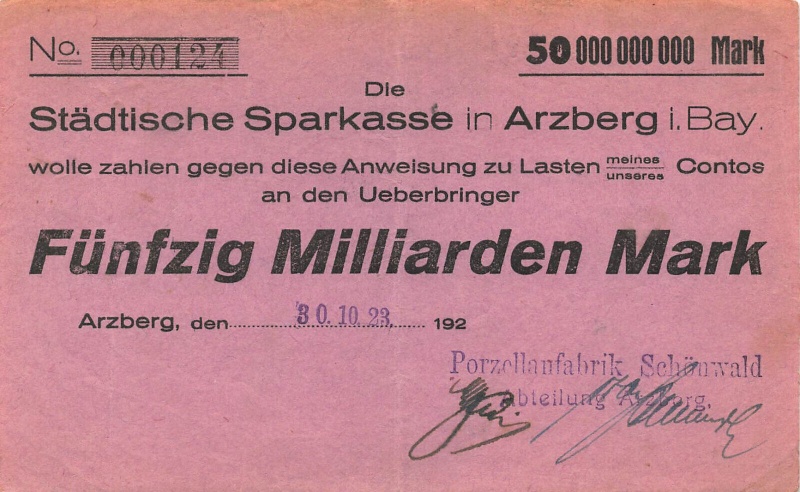 No. 000124
50 000 000 000 Mark
Die
Städtische Sparkasse in Arzberg i. Bay.
wolle zahlen gegen diese Anweisung zu Lasten meines unseres Contos
an den Ueberbringer
Fünfzig Milliarden Mark
Arzberg, den 30.10.23. 192
Porzellanfabrik Schönwald
Abteilung Arzberg.